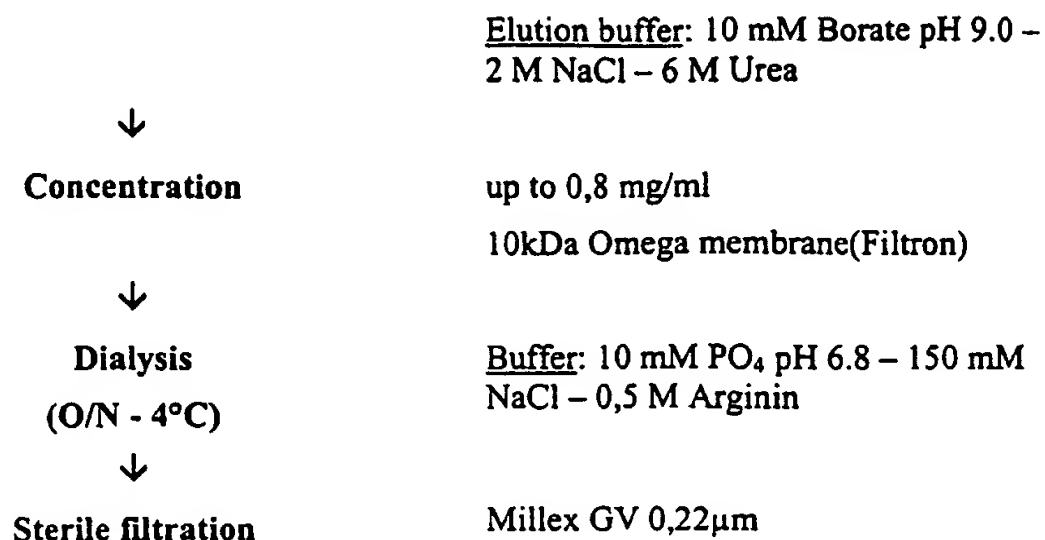 Elution buffer: 10 mM Borate pH 9.0 –
2 M NaCl – 6 M Urea
↓
Concentration
up to 0,8 mg/ml
10kDa Omega membrane(Filtron)
↓
Dialysis
(O/N - 4°C)
Buffer: 10 mM PO₄ pH 6.8 – 150 mM
NaCl – 0,5 M Arginin
↓
Sterile filtration
Millex GV 0,22µm